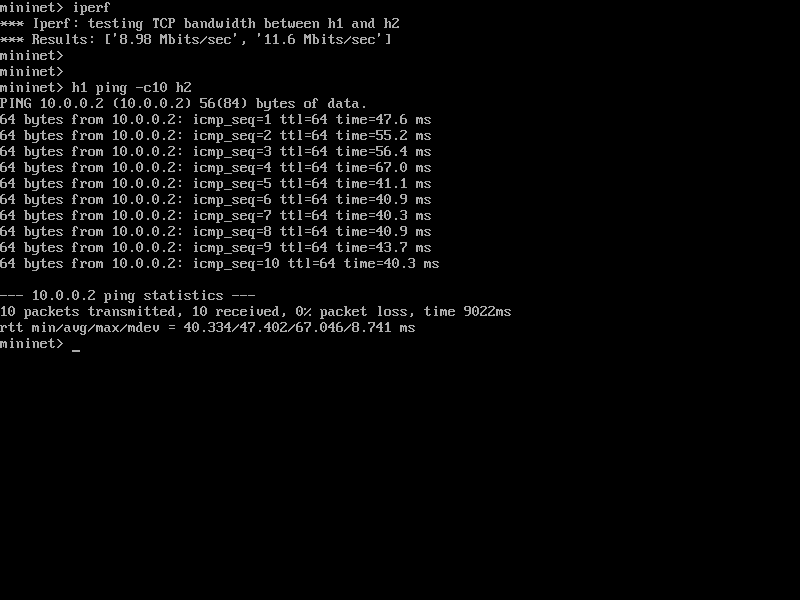 mininet> iperf
*** Iperf: testing TCP bandwidth between h1 and h2
*** Results: ['8.98 Mbits/sec', '11.6 Mbits/sec']
mininet>
mininet>
mininet> h1 ping -c10 h2
PING 10.0.0.2 (10.0.0.2) 56(84) bytes of data.
64 bytes from 10.0.0.2: icmp_seq=1 ttl=64 time=47.6 ms
64 bytes from 10.0.0.2: icmp_seq=2 ttl=64 time=55.2 ms
64 bytes from 10.0.0.2: icmp_seq=3 ttl=64 time=56.4 ms
64 bytes from 10.0.0.2: icmp_seq=4 ttl=64 time=67.0 ms
64 bytes from 10.0.0.2: icmp_seq=5 ttl=64 time=41.1 ms
64 bytes from 10.0.0.2: icmp_seq=6 ttl=64 time=40.9 ms
64 bytes from 10.0.0.2: icmp_seq=7 ttl=64 time=40.3 ms
64 bytes from 10.0.0.2: icmp_seq=8 ttl=64 time=40.9 ms
64 bytes from 10.0.0.2: icmp_seq=9 ttl=64 time=43.7 ms
64 bytes from 10.0.0.2: icmp_seq=10 ttl=64 time=40.3 ms
--- 10.0.0.2 ping statistics ---
10 packets transmitted, 10 received, 0% packet loss, time 9022ms
rtt min/avg/max/mdev = 40.334/47.402/67.046/8.741 ms
mininet> _